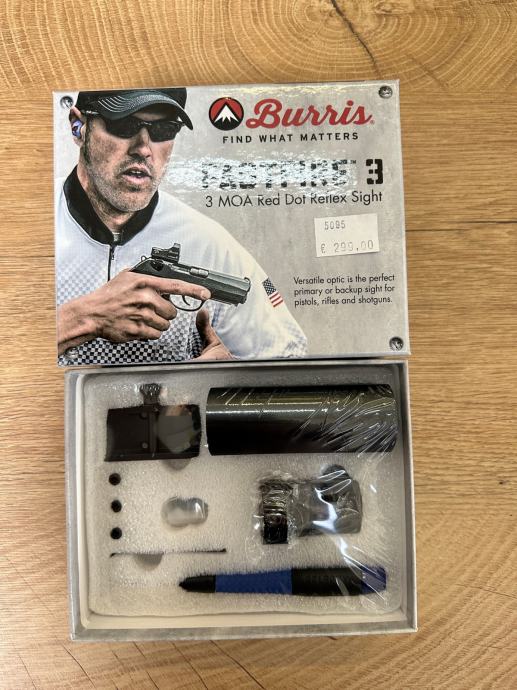 Burris
FIND WHAT MATTERS
FASTFIRE™ 3
3 MOA Red Dot Reflex Sight
5095
€ 299,00
Versatile optic is the perfect
primary or backup sight for
pistols, rifles and shotguns.